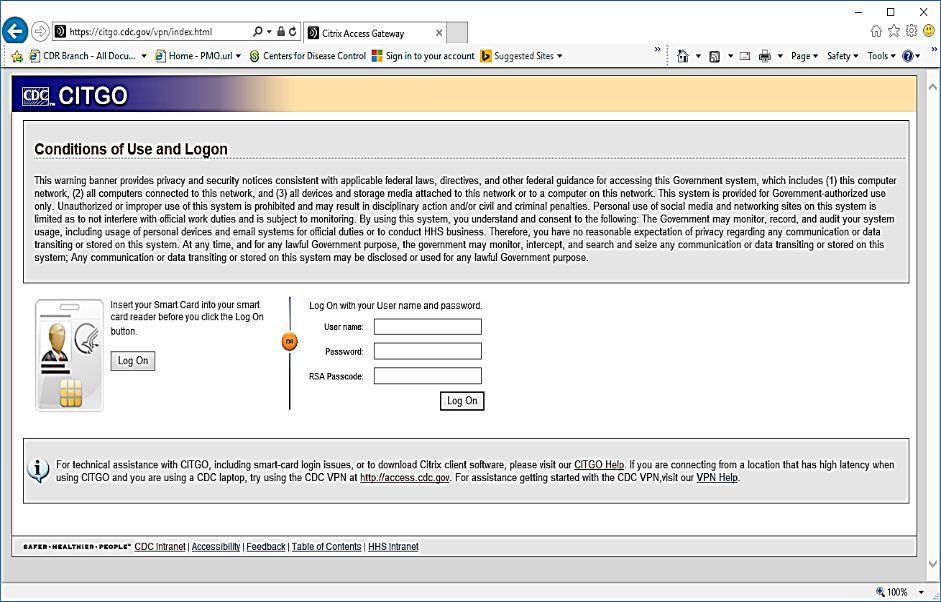 https://citgo.cdc.gov/vpn/index.html
Citrix Access Gateway
CDR Branch - All Docu... Home - PMO.url Centers for Disease Control Sign in to your account Suggested Sites Page Safety Tools
CDC CITGO
Conditions of Use and Logon
This warning banner provides privacy and security notices consistent with applicable federal laws, directives, and other federal guidance for accessing this Government system, which includes (1) this computer
network, (2) all computers connected to this network, and (3) all devices and storage media attached to this network or to a computer on this network. This system is provided for Government-authorized use
only. Unauthorized or improper use of this system is prohibited and may result in disciplinary action and/or civil and criminal penalties. Personal use of social media and networking sites on this system is
limited as to not interfere with official work duties and is subject to monitoring. By using this system, you understand and consent to the following: The Government may monitor, record, and audit your system
usage, including usage of personal devices and email systems for official duties or to conduct HHS business. Therefore, you have no reasonable expectation of privacy regarding any communication or data
transiting or stored on this system. At any time, and for any lawful Government purpose, the government may monitor, intercept, and search and seize any communication or data transiting or stored on this
system; Any communication or data transiting or stored on this system may be disclosed or used for any lawful Government purpose.
Insert your Smart Card into your smart
card reader before you click the Log On
button.
Log On
OR
Log On with your User name and password.
User name:
Password:
RSA Passcode:
Log On
For technical assistance with CITGO, including smart-card login issues, or to download Citrix client software, please visit our CITGO Help. If you are connecting from a location that has high latency when
using CITGO and you are using a CDC laptop, try using the CDC VPN at http://access.cdc.gov. For assistance getting started with the CDC VPN,visit our VPN Help.
SAFER·HEALTHIER·PEOPLE™ CDC Intranet | Accessibility | Feedback | Table of Contents | HHS Intranet
100%